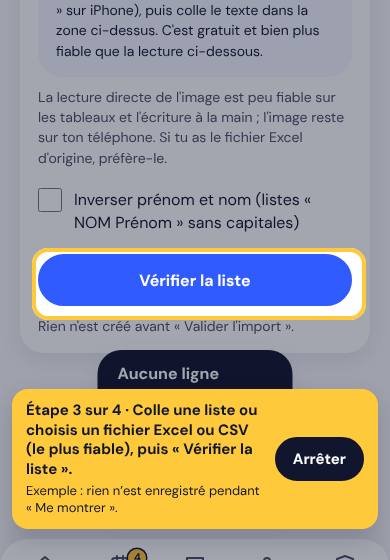 » sur iPhone), puis colle le texte dans la
zone ci-dessus. C'est gratuit et bien plus
fiable que la lecture ci-dessous.
La lecture directe de l'image est peu fiable sur
les tableaux et l'écriture à la main ; l'image reste
sur ton téléphone. Si tu as le fichier Excel
d'origine, préfère-le.
Inverser prénom et nom (listes «
NOM Prénom » sans capitales)
Vérifier la liste
Rien n'est créé avant « Valider l'import ».
Aucune ligne
Étape 3 sur 4 · Colle une liste ou
choisis un fichier Excel ou CSV
(le plus fiable), puis « Vérifier la
liste ».
Exemple : rien n’est enregistré pendant
« Me montrer ».
Arrêter
4